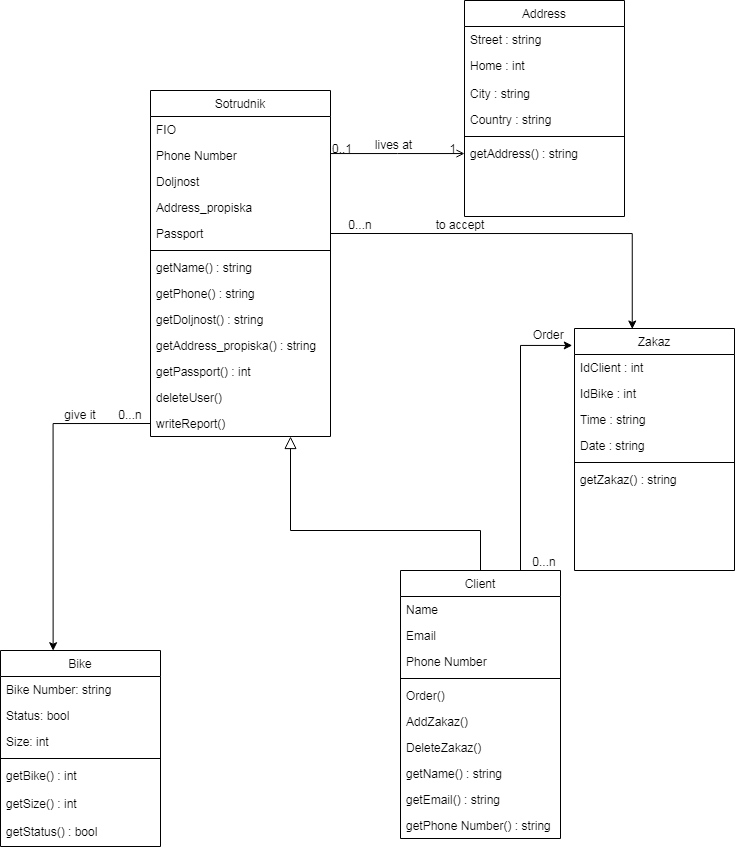 Address
Street : string
Home : int
City : string
Country : string
getAddress() : string
Sotrudnik
FIO
Phone Number
Doljnost
Address_propiska
Passport
getName() : string
getPhone() : string
getDoljnost() : string
getAddress_propiska() : string
getPassport() : int
deleteUser()
writeReport()
0..1 lives at 1
0...n to accept
Order
Zakaz
IdClient : int
IdBike : int
Time : string
Date : string
getZakaz() : string
give it 0...n
0...n
Client
Name
Email
Phone Number
Order()
AddZakaz()
DeleteZakaz()
getName() : string
getEmail() : string
getPhone Number() : string
Bike
Bike Number: string
Status: bool
Size: int
getBike() : int
getSize() : int
getStatus() : bool